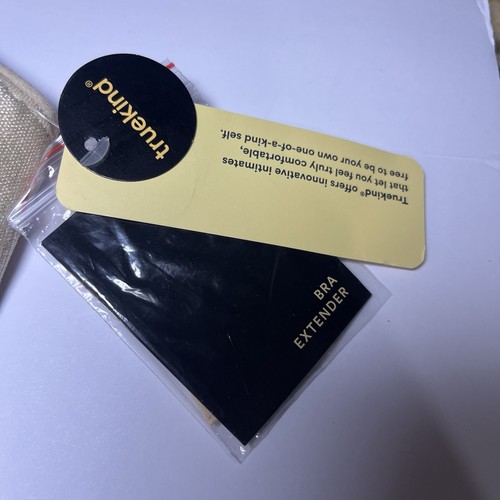 truekind®
Truekind® offers innovative intimates
that let you feel truly comfortable,
free to be your own one-of-a-kind self.
BRA
EXTENDER